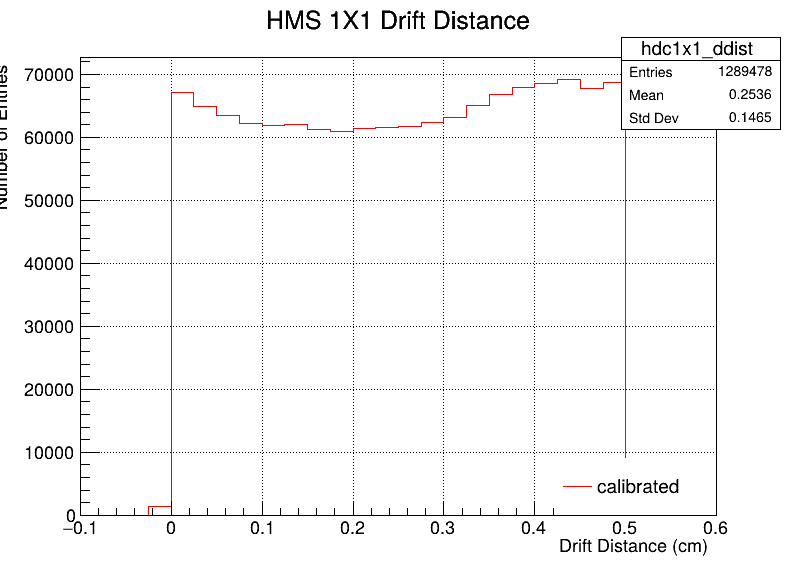 HMS 1X1 Drift Distance
hdc1x1_ddist
Entries 1289478
Mean 0.2536
Std Dev 0.1465
Number of Entries
70000
60000
50000
40000
30000
20000
10000
0
−0.1 0 0.1 0.2 0.3 0.4 0.5 0.6
calibrated
Drift Distance (cm)